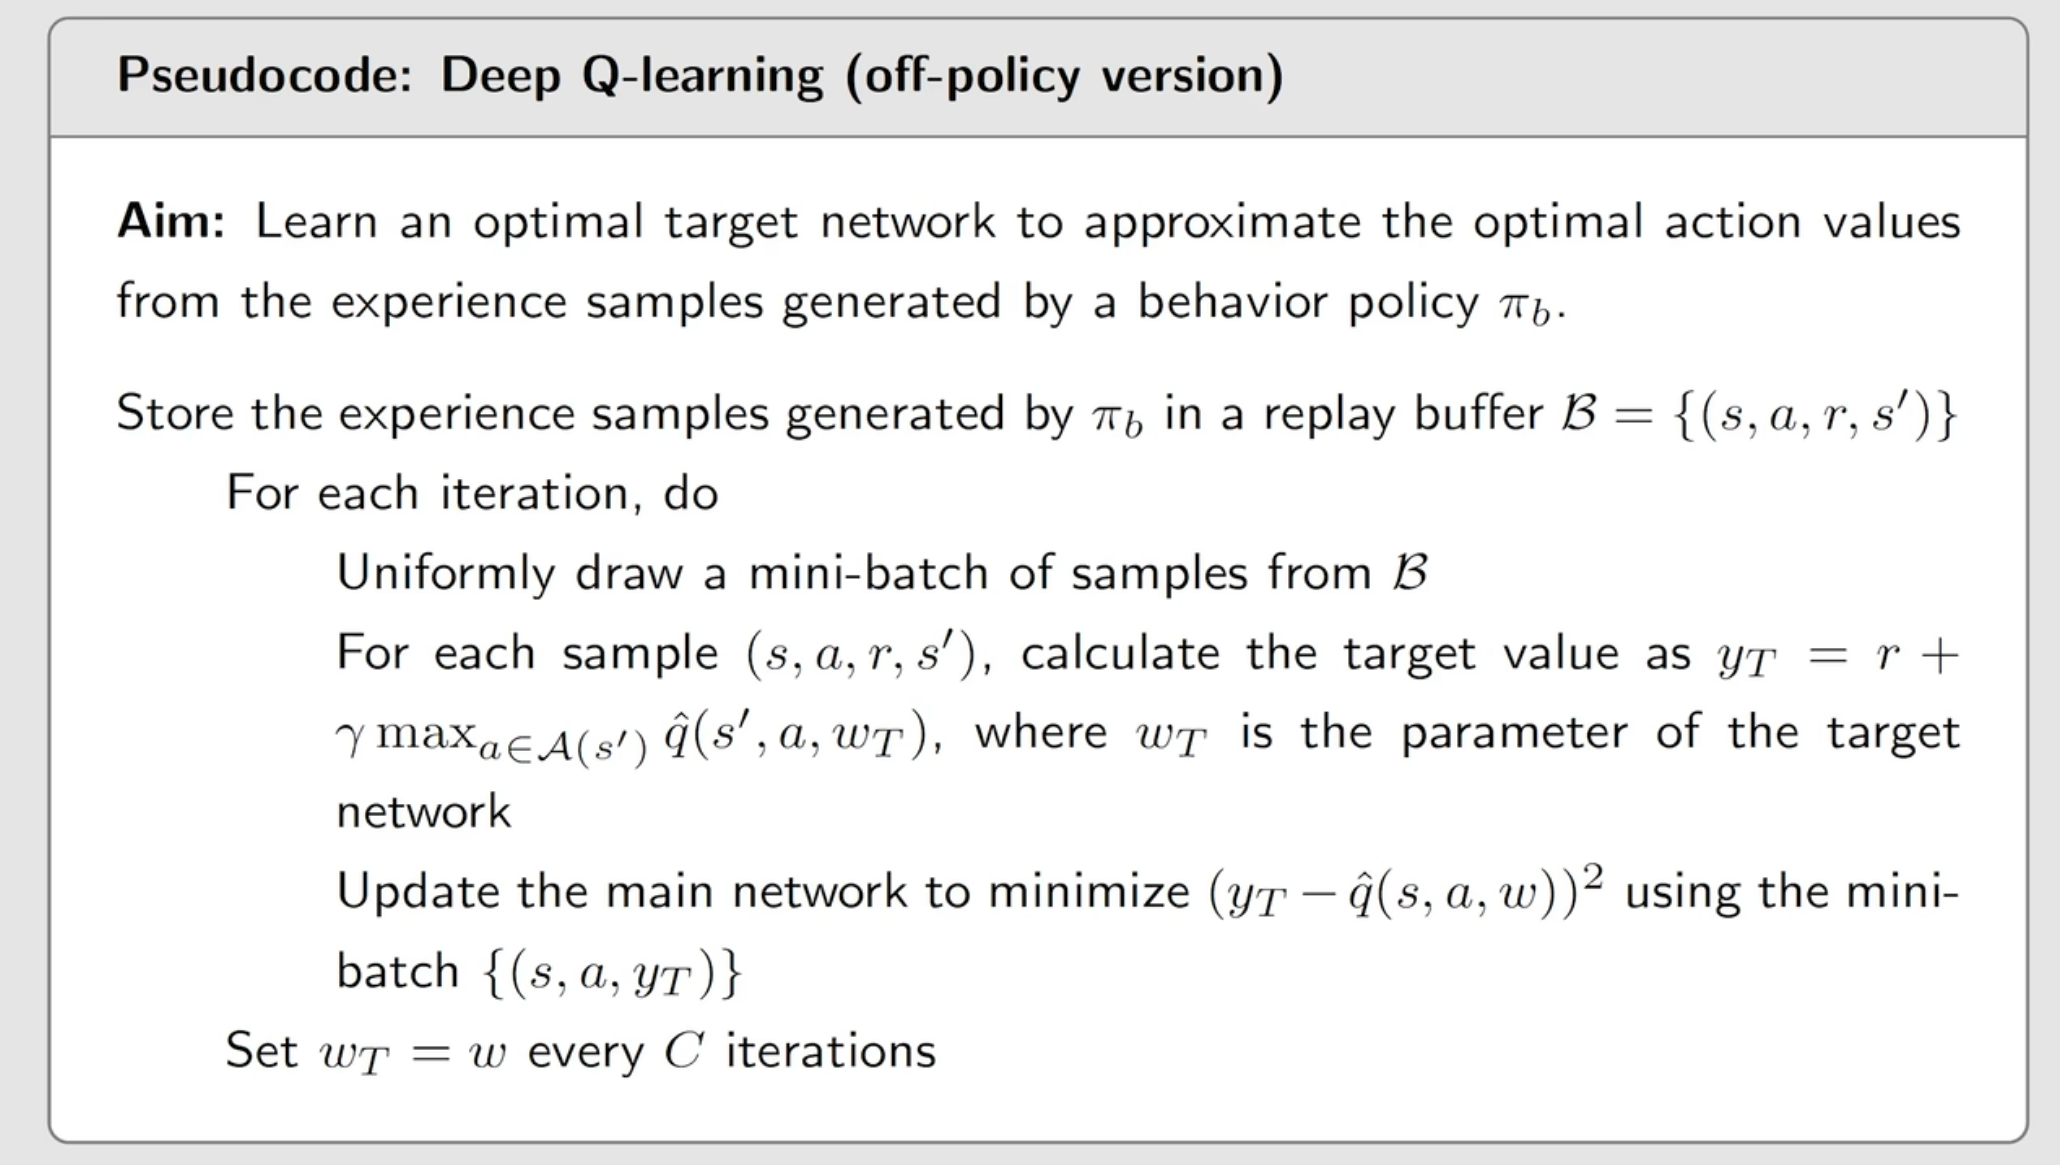 Pseudocode: Deep Q-learning (off-policy version)
Aim: Learn an optimal target network to approximate the optimal action values
from the experience samples generated by a behavior policy π_b.
Store the experience samples generated by π_b in a replay buffer ℬ = {(s, a, r, s′)}
For each iteration, do
Uniformly draw a mini-batch of samples from ℬ
For each sample (s, a, r, s′), calculate the target value as y_T = r +
γ max_{a∈𝒜(s′)} q̂(s′, a, w_T), where w_T is the parameter of the target
network
Update the main network to minimize (y_T − q̂(s, a, w))² using the mini-
batch {(s, a, y_T)}
Set w_T = w every C iterations